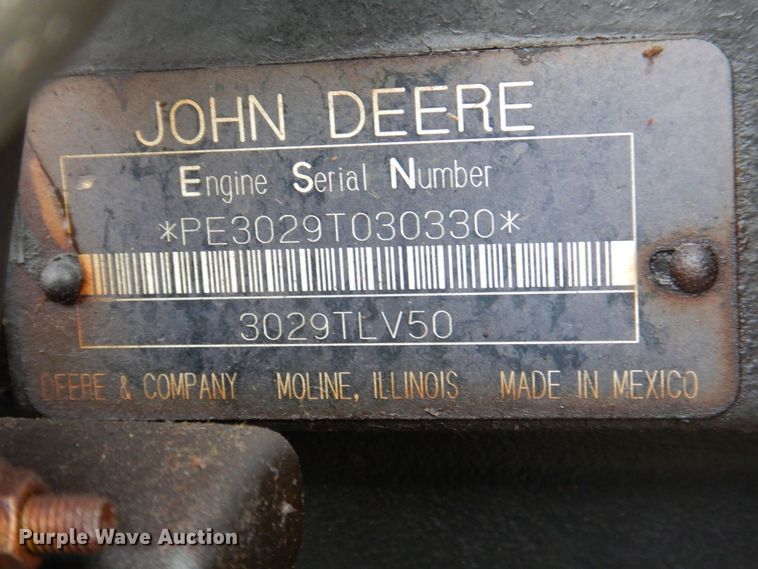 JOHN DEERE
Engine Serial Number
*PE3029T030330*
3029TLV50
DEERE & COMPANY MOLINE, ILLINOIS MADE IN MEXICO
Purple Wave Auction